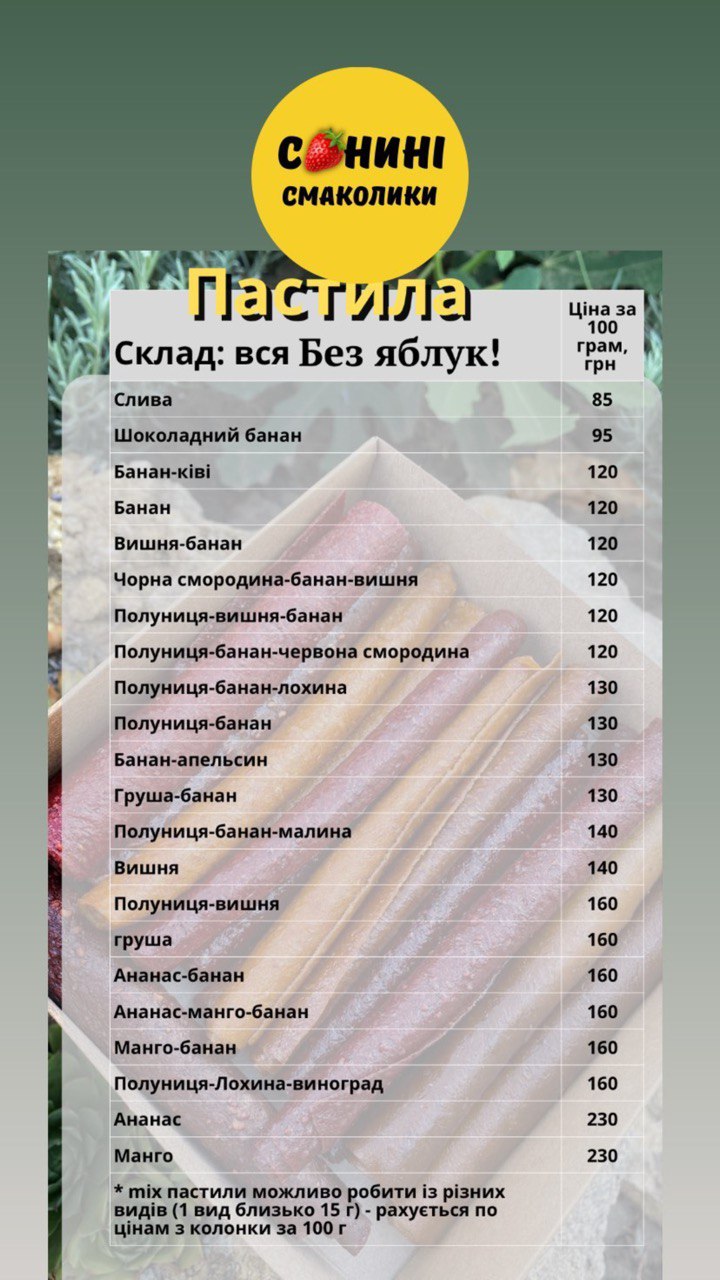 СОНИНІ
СМАКОЛИКИ
Пастила
Склад: вся Без яблук!
Ціна за
100
грам,
грн
Слива 85
Шоколадний банан 95
Банан-ківі 120
Банан 120
Вишня-банан 120
Чорна смородина-банан-вишня 120
Полуниця-вишня-банан 120
Полуниця-банан-червона смородина 120
Полуниця-банан-лохина 130
Полуниця-банан 130
Банан-апельсин 130
Груша-банан 130
Полуниця-банан-малина 140
Вишня 140
Полуниця-вишня 160
груша 160
Ананас-банан 160
Ананас-манго-банан 160
Манго-банан 160
Полуниця-Лохина-виноград 160
Ананас 230
Манго 230
* mix пастили можливо робити із різних
видів (1 вид близько 15 г) - рахується по
цінам з колонки за 100 г